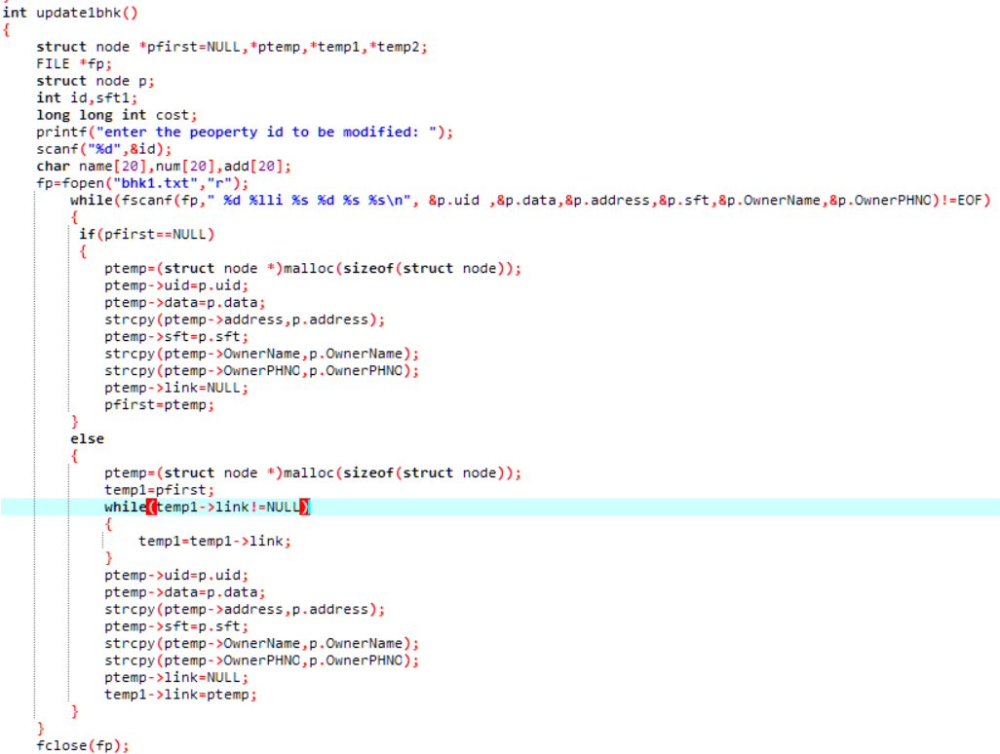 int update1bhk()
{
struct node *pfirst=NULL,*ptemp,*temp1,*temp2;
FILE *fp;
struct node p;
int id,sft1;
long long int cost;
printf("enter the peoperty id to be modified: ");
scanf("%d",&id);
char name[20],num[20],add[20];
fp=fopen("bhk1.txt","r");
while(fscanf(fp," %d %lli %s %d %s %s\n", &p.uid ,&p.data,&p.address,&p.sft,&p.OwnerName,&p.OwnerPHNO)!=EOF)
{
if(pfirst==NULL)
{
ptemp=(struct node *)malloc(sizeof(struct node));
ptemp->uid=p.uid;
ptemp->data=p.data;
strcpy(ptemp->address,p.address);
ptemp->sft=p.sft;
strcpy(ptemp->OwnerName,p.OwnerName);
strcpy(ptemp->OwnerPHNO,p.OwnerPHNO);
ptemp->link=NULL;
pfirst=ptemp;
}
else
{
ptemp=(struct node *)malloc(sizeof(struct node));
temp1=pfirst;
while(temp1->link!=NULL)
{
temp1=temp1->link;
}
ptemp->uid=p.uid;
ptemp->data=p.data;
strcpy(ptemp->address,p.address);
ptemp->sft=p.sft;
strcpy(ptemp->OwnerName,p.OwnerName);
strcpy(ptemp->OwnerPHNO,p.OwnerPHNO);
ptemp->link=NULL;
temp1->link=ptemp;
}
}
fclose(fp);